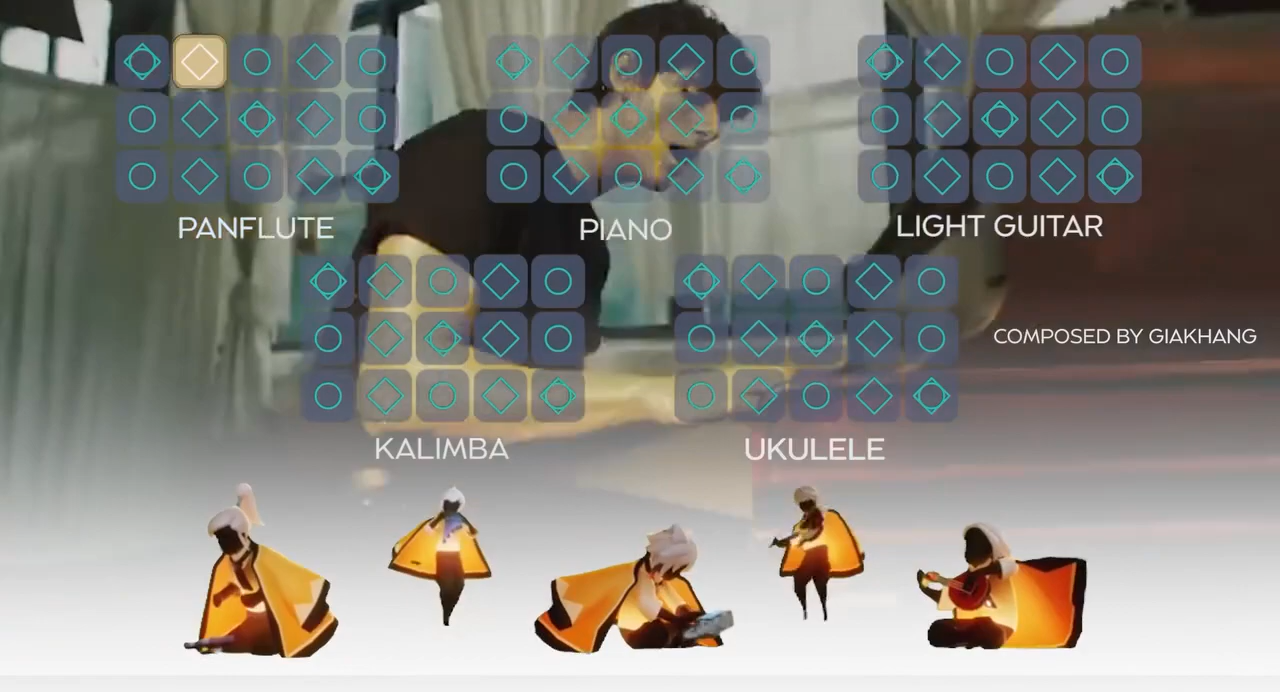 PANFLUTE
PIANO
LIGHT GUITAR
COMPOSED BY GIAKHANG
KALIMBA
UKULELE